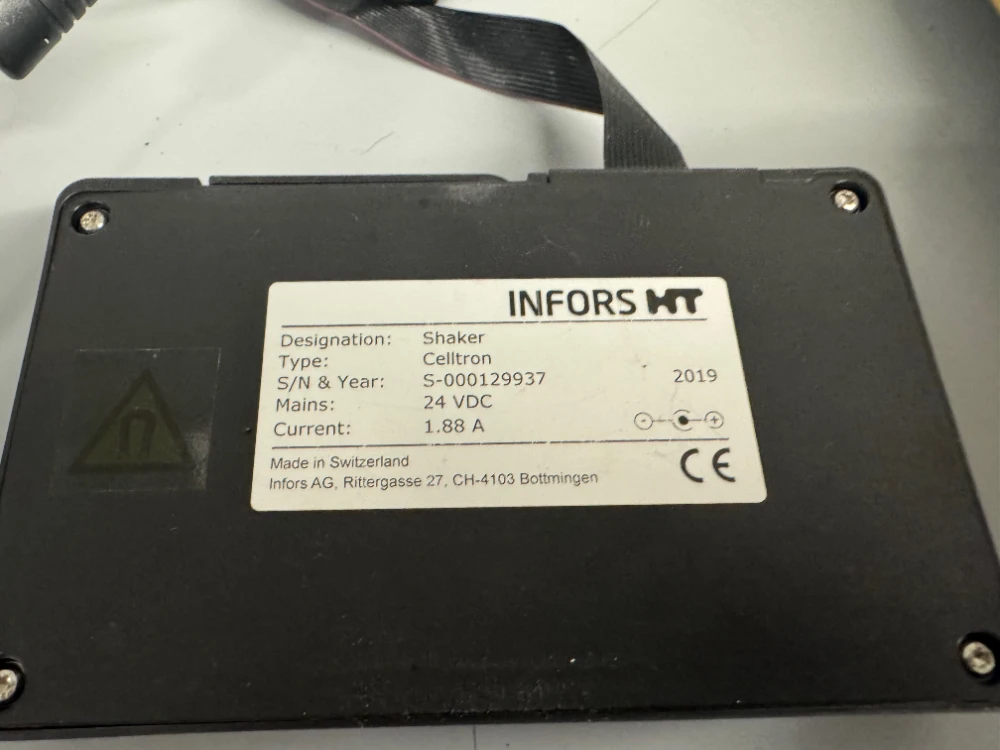 INFORS HT
Designation: Shaker
Type: Celltron
S/N & Year: S-000129937 2019
Mains: 24 VDC
Current: 1.88 A
Made in Switzerland
Infors AG, Rittergasse 27, CH-4103 Bottmingen
CE